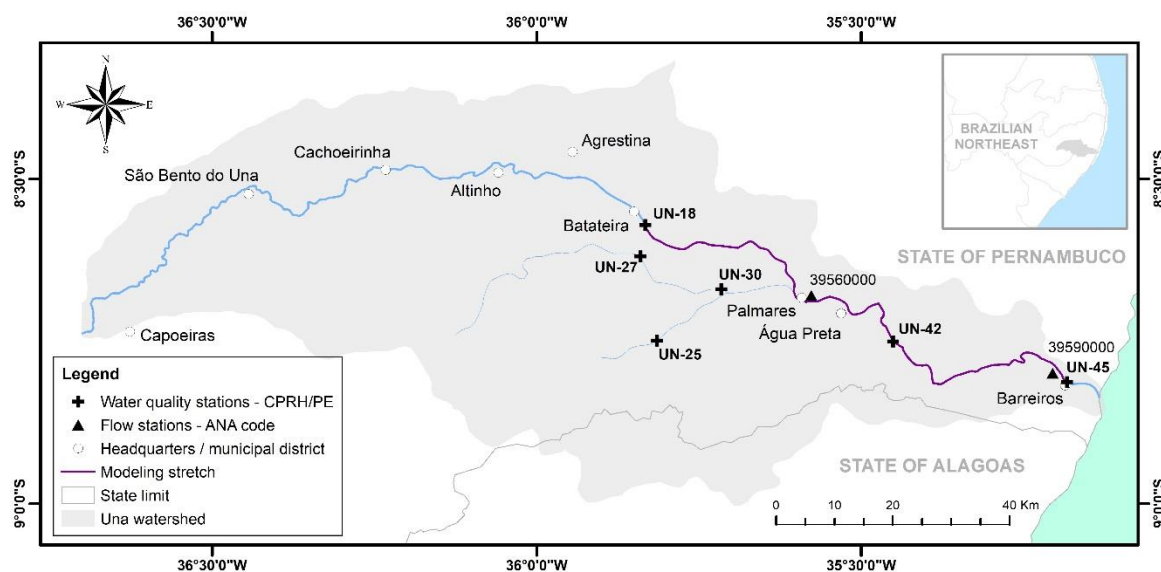 36°30'0"W
36°0'0"W
35°30'0"W
N
W
E
S
BRAZILIAN
NORTHEAST
8°30'0"S
8°30'0"S
Agrestina
Cachoeirinha
São Bento do Una
Altinho
Batateira
UN-18
STATE OF PERNAMBUCO
UN-27
UN-30
39560000
Palmares
Água Preta
Capoeiras
UN-25
UN-42
39590000
UN-45
Barreiros
Legend
Water quality stations - CPRH/PE
Flow stations - ANA code
Headquarters / municipal district
Modeling stretch
State limit
Una watershed
STATE OF ALAGOAS
0 10 20 40 Km
9°0'0"S
9°0'0"S
36°30'0"W
36°0'0"W
35°30'0"W